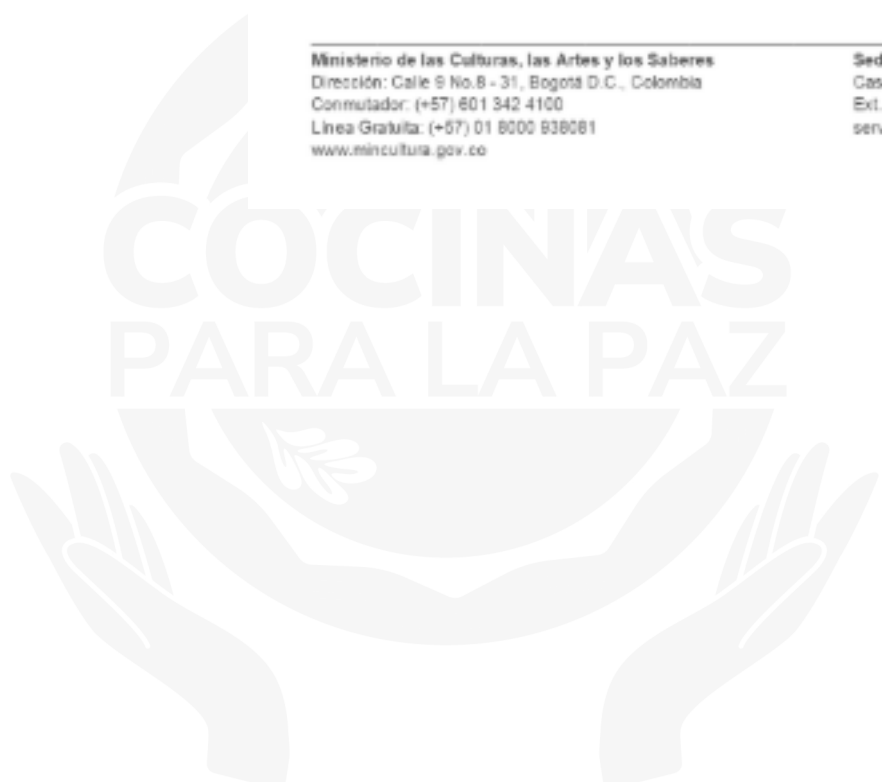 Ministerio de las Culturas, las Artes y los Saberes
Dirección: Calle 9 No.8 - 31, Bogotá D.C., Colombia
Conmutador: (+57) 601 342 4100
Línea Gratuita: (+57) 01 8000 938081
www.mincultura.gov.co
Sed
Cas
Ext.
serv
COCINAS
PARA LA PAZ